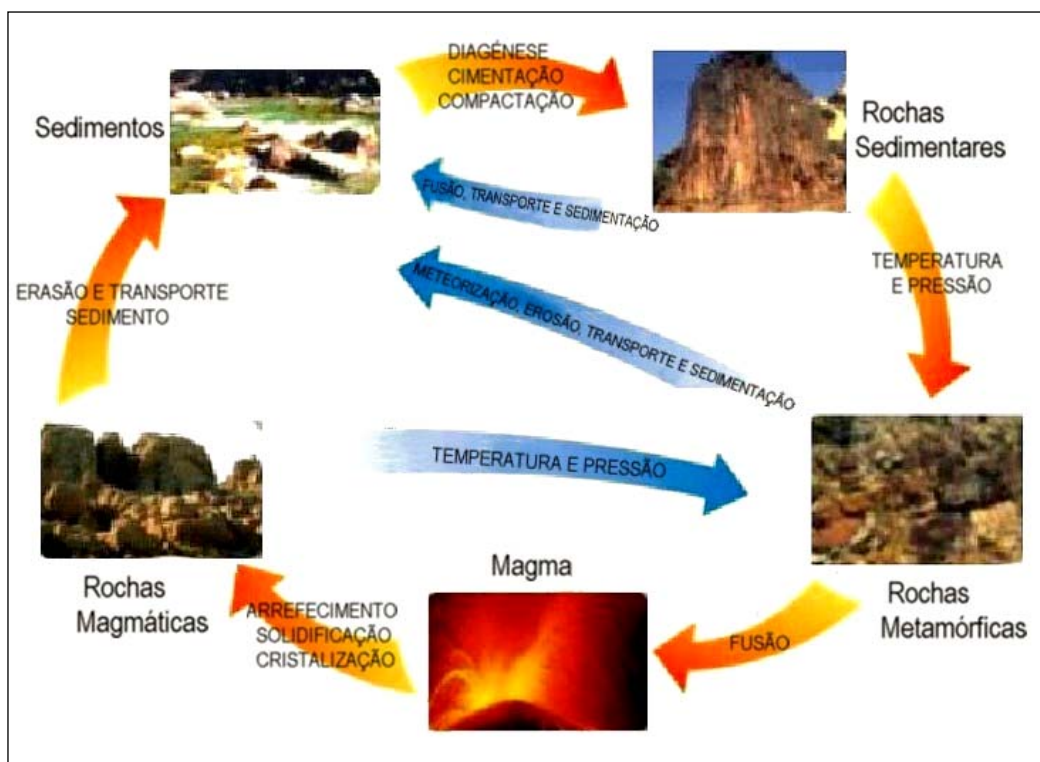 DIAGÉNESE
CIMENTAÇÃO
COMPACTAÇÃO
Sedimentos
Rochas
Sedimentares
FUSÃO, TRANSPORTE E SEDIMENTAÇÃO
TEMPERATURA
E PRESSÃO
ERASÃO E TRANSPORTE
SEDIMENTO
METEORIZAÇÃO, EROSÃO, TRANSPORTE E SEDIMENTAÇÃO
TEMPERATURA E PRESSÃO
Magma
Rochas
Magmáticas
ARREFECIMENTO
SOLIDIFICAÇÃO
CRISTALIZAÇÃO
FUSÃO
Rochas
Metamórficas